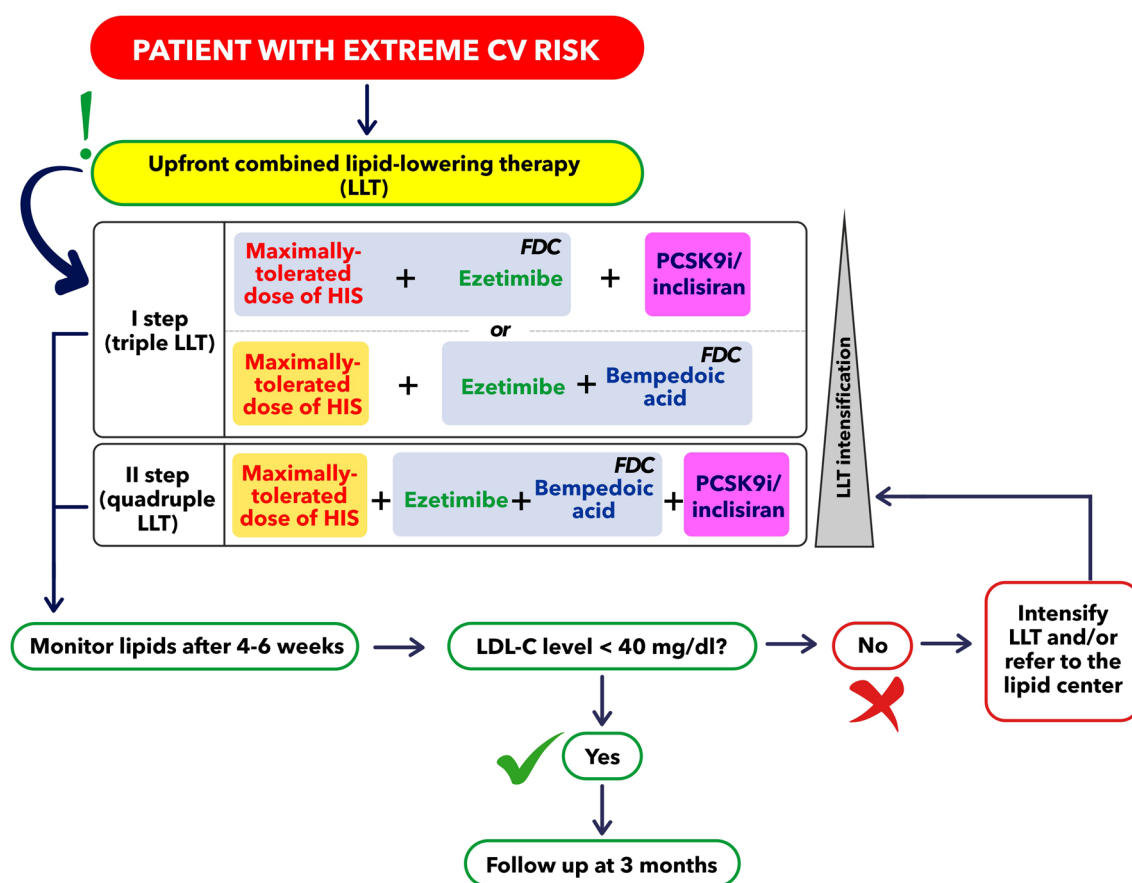 PATIENT WITH EXTREME CV RISK
!
Upfront combined lipid-lowering therapy
(LLT)
I step
(triple LLT)
Maximally-
tolerated
dose of HIS
+
FDC
Ezetimibe
+
PCSK9i/
inclisiran
or
Maximally-
tolerated
dose of HIS
+
FDC
Ezetimibe + Bempedoic
acid
II step
(quadruple
LLT)
Maximally-
tolerated
dose of HIS
+
FDC
Ezetimibe + Bempedoic
acid
+
PCSK9i/
inclisiran
LLT intensification
Monitor lipids after 4-6 weeks
LDL-C level < 40 mg/dl?
No
Intensify
LLT and/or
refer to the
lipid center
Yes
Follow up at 3 months